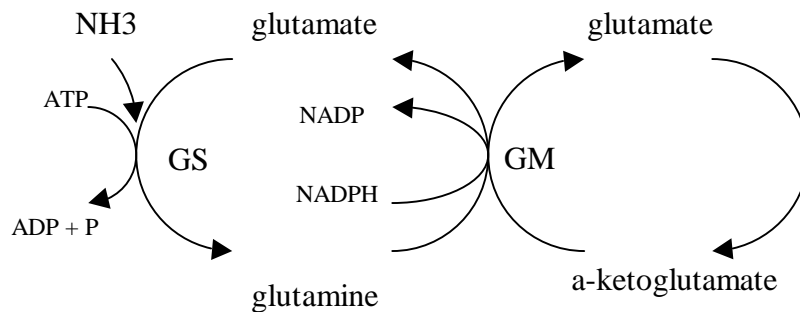 NH3 glutamate glutamate
ATP NADP
GS GM
NADPH
ADP + P
glutamine a-ketoglutamate